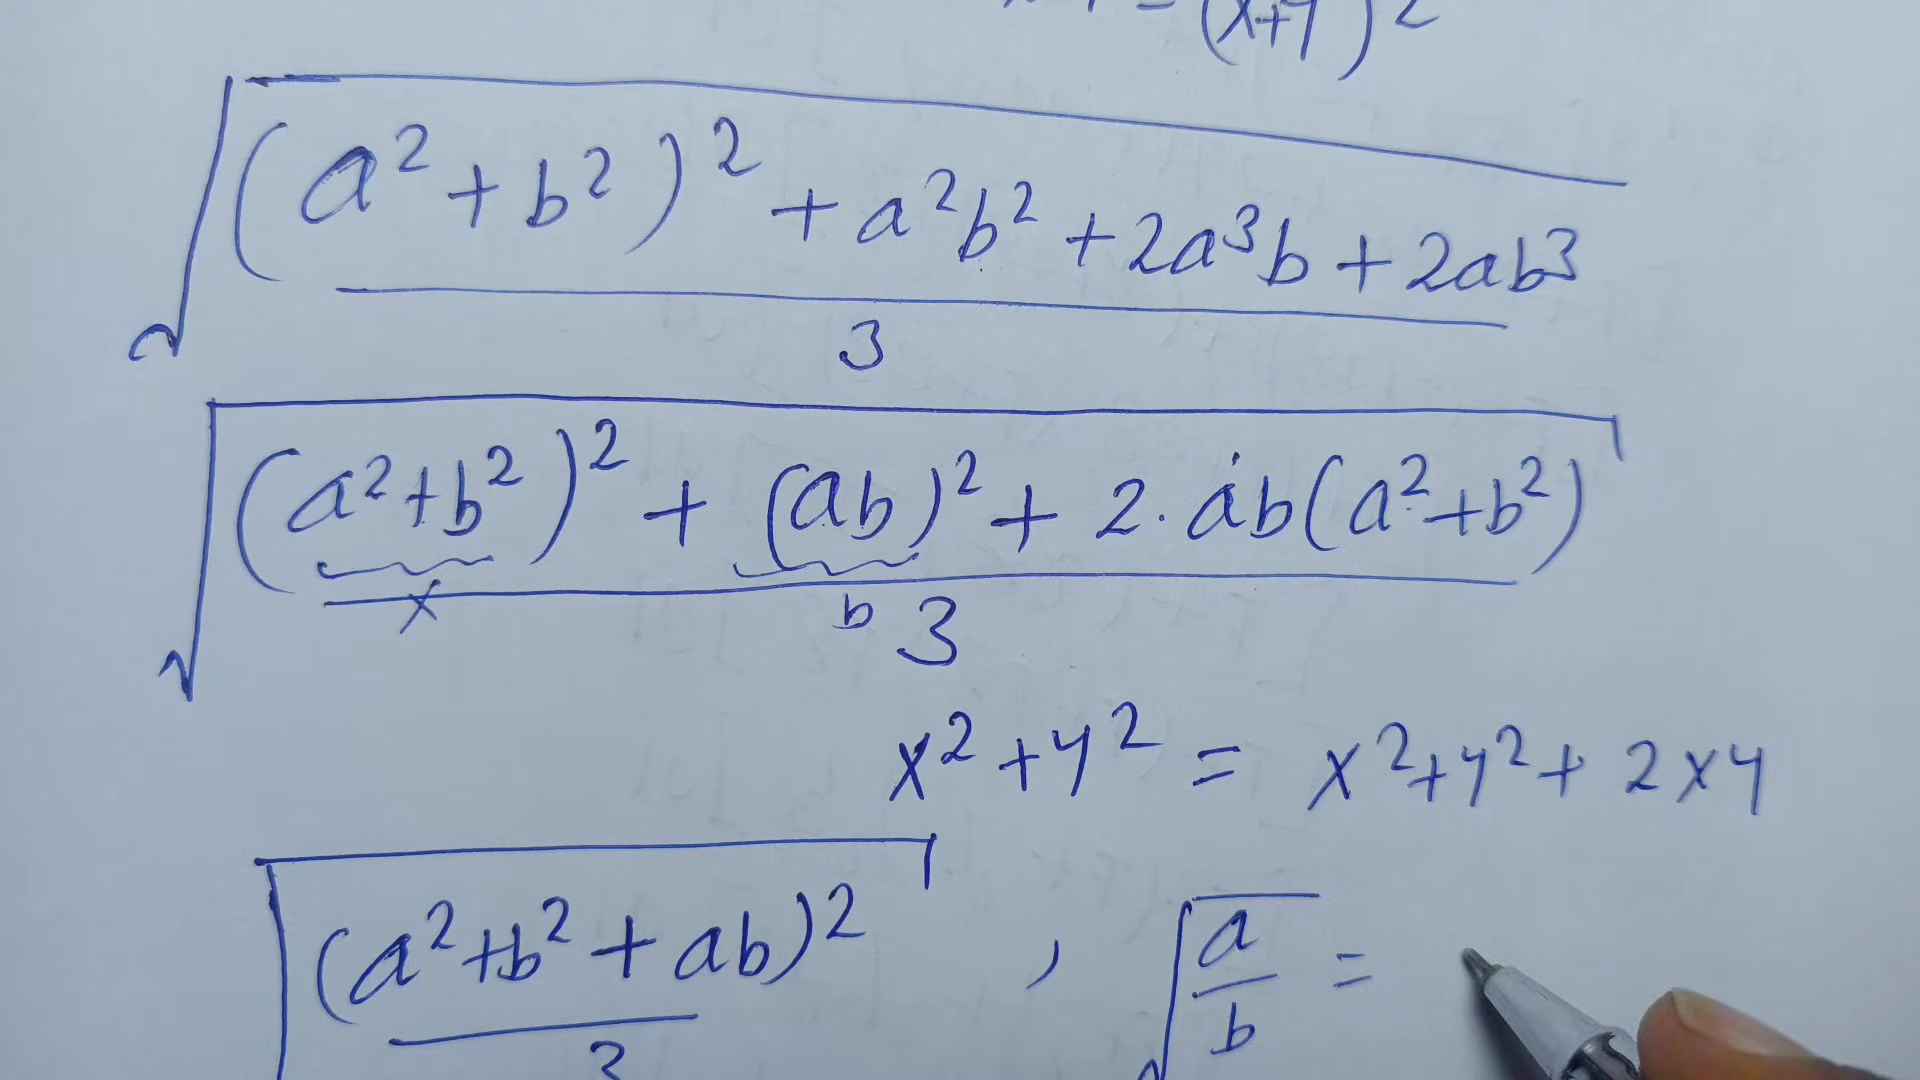 = (x+y)²
√((a² + b²)² + a²b² + 2a³b + 2ab³ / 3)
√((a²+b²)² + (ab)² + 2. ab(a²+b²) / 3)
x b
x² + y² = x²+y²+ 2xy
√((a²+b² + ab)² / 3) , √(a/b) =